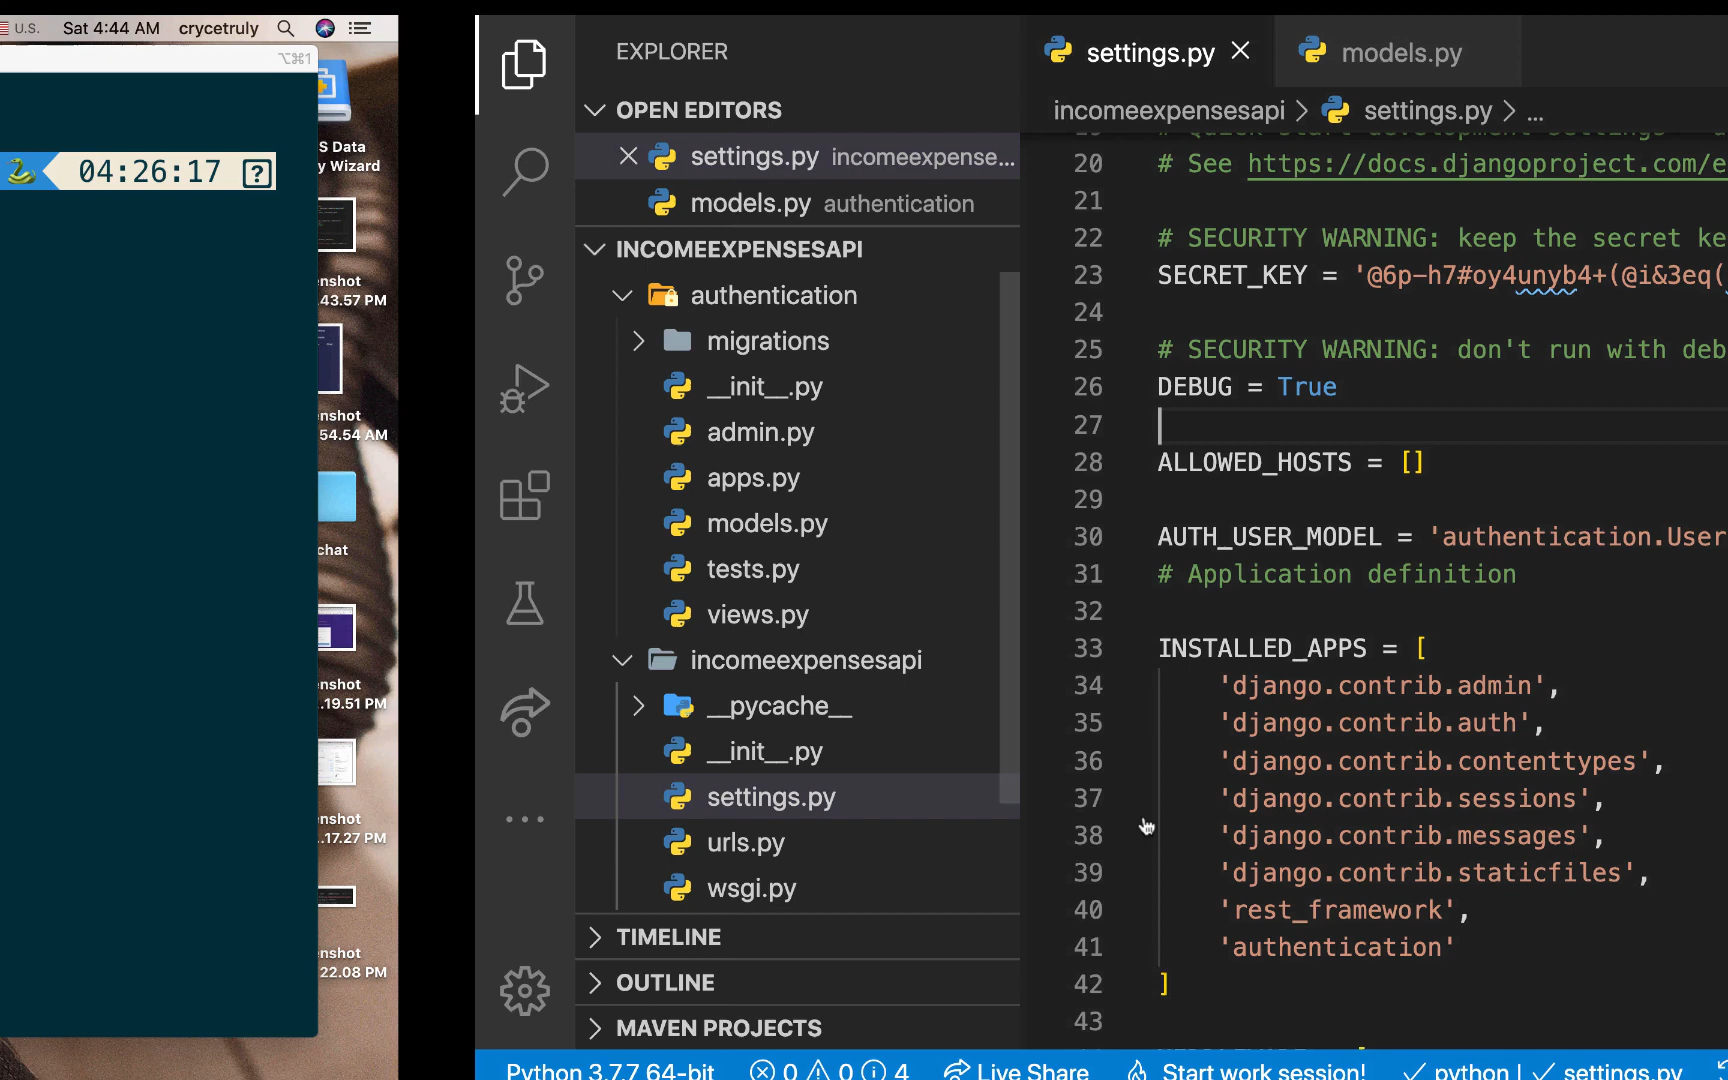 U.S. Sat 4:44 AM crycetruly
⌥⌘1
S Data
y Wizard
04:26:17 ?
enshot
.43.57 PM
enshot
54.54 AM
chat
enshot
.19.51 PM
enshot
.17.27 PM
enshot
22.08 PM
EXPLORER
OPEN EDITORS
settings.py incomeexpense...
models.py authentication
INCOMEEXPENSESAPI
authentication
migrations
__init__.py
admin.py
apps.py
models.py
tests.py
views.py
incomeexpensesapi
__pycache__
__init__.py
settings.py
urls.py
wsgi.py
TIMELINE
OUTLINE
MAVEN PROJECTS
settings.py models.py
incomeexpensesapi > settings.py > ...
20 # See https://docs.djangoproject.com/e
21
22 # SECURITY WARNING: keep the secret ke
23 SECRET_KEY = '@6p-h7#oy4unyb4+(@i&3eq(
24
25 # SECURITY WARNING: don't run with deb
26 DEBUG = True
27
28 ALLOWED_HOSTS = []
29
30 AUTH_USER_MODEL = 'authentication.User
31 # Application definition
32
33 INSTALLED_APPS = [
34 'django.contrib.admin',
35 'django.contrib.auth',
36 'django.contrib.contenttypes',
37 'django.contrib.sessions',
38 'django.contrib.messages',
39 'django.contrib.staticfiles',
40 'rest_framework',
41 'authentication'
42 ]
43
Python 3.7.7 64-bit 0 0 4 Live Share Start work session! python | settings.py